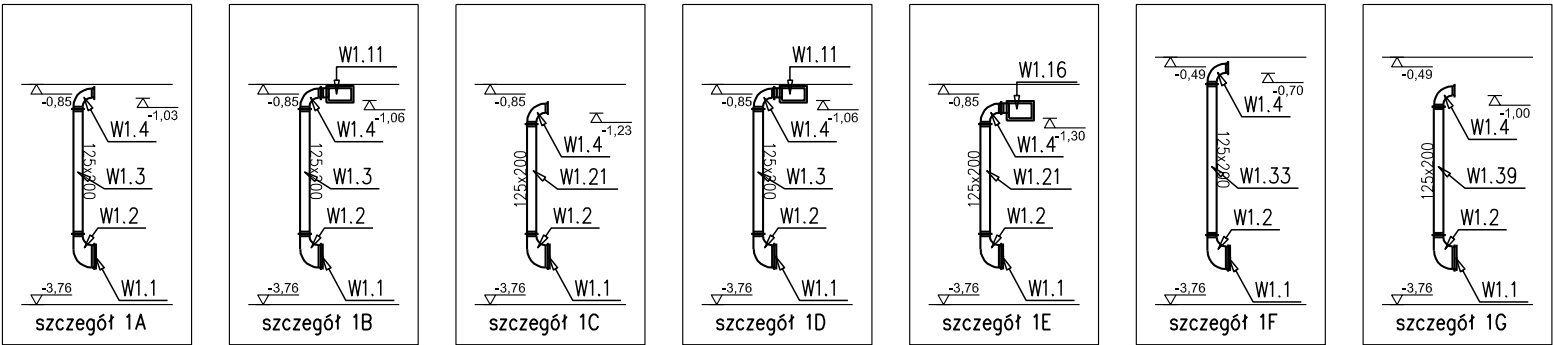 -0,85
-1,03
W1.4
125x200
W1.3
W1.2
W1.1
-3,76
szczegół 1A
W1.11
-0,85
-1,06
W1.4
125x200
W1.3
W1.2
W1.1
-3,76
szczegół 1B
-0,85
-1,23
W1.4
125x200
W1.21
W1.2
W1.1
-3,76
szczegół 1C
W1.11
-0,85
-1,06
W1.4
125x200
W1.3
W1.2
W1.1
-3,76
szczegół 1D
W1.16
-0,85
-1,30
W1.4
125x200
W1.21
W1.2
W1.1
-3,76
szczegół 1E
-0,49
-0,70
W1.4
125x200
W1.33
W1.2
W1.1
-3,76
szczegół 1F
-0,49
-1,00
W1.4
125x200
W1.39
W1.2
W1.1
-3,76
szczegół 1G